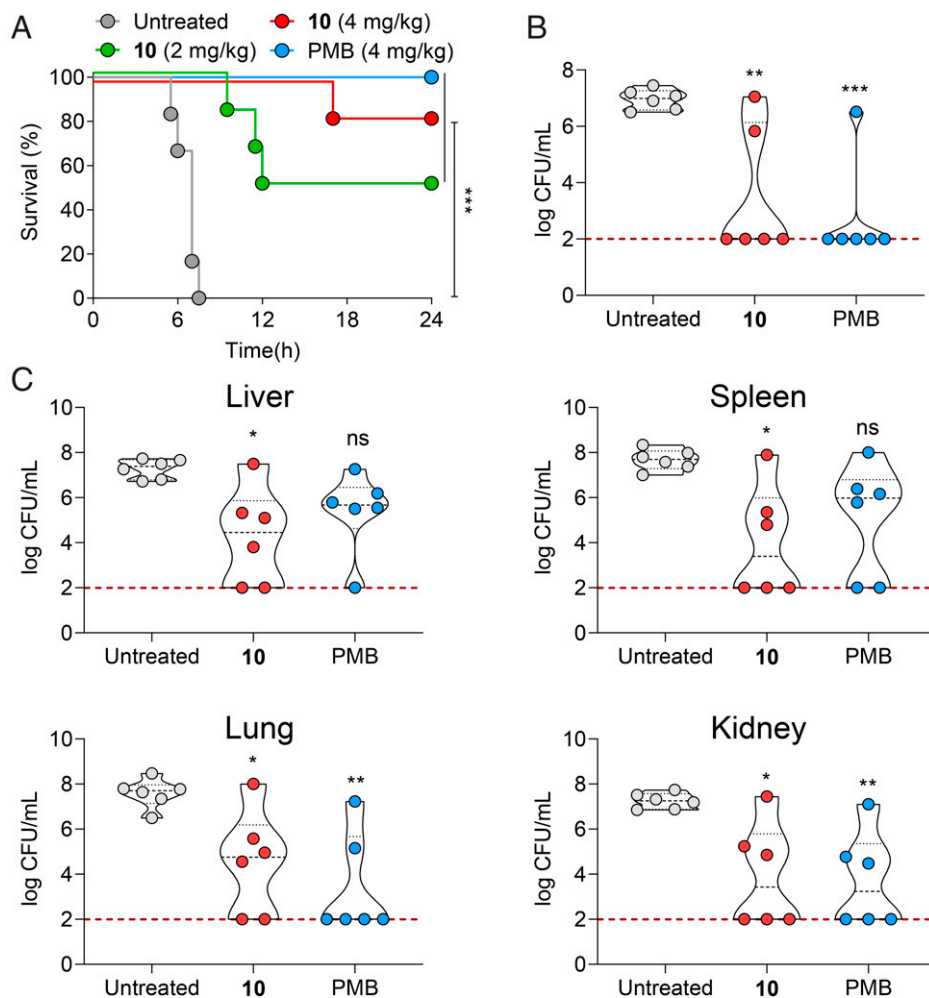 A
Untreated
10 (4 mg/kg)
10 (2 mg/kg)
PMB (4 mg/kg)
Survival (%)
100
80
60
40
20
0
0 6 12 18 24
Time(h)
***
B
log CFU/mL
8
6
4
2
0
** ***
Untreated 10 PMB
C
Liver
log CFU/mL
10
8
6
4
2
0
* ns
Untreated 10 PMB
Spleen
log CFU/mL
10
8
6
4
2
0
* ns
Untreated 10 PMB
Lung
log CFU/mL
10
8
6
4
2
0
* **
Untreated 10 PMB
Kidney
log CFU/mL
10
8
6
4
2
0
* **
Untreated 10 PMB